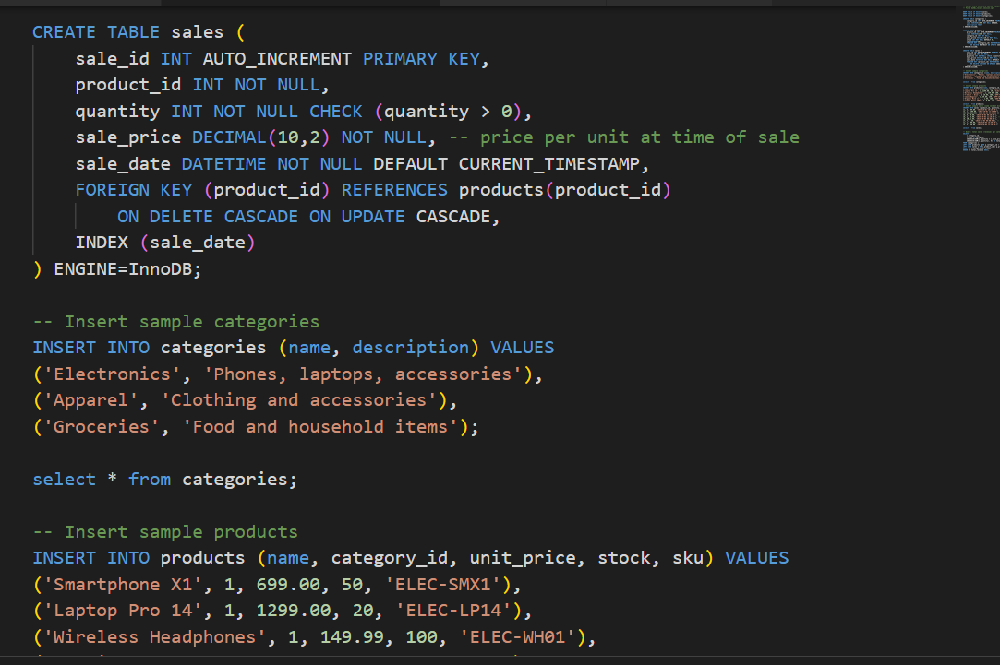 CREATE TABLE sales (
    sale_id INT AUTO_INCREMENT PRIMARY KEY,
    product_id INT NOT NULL,
    quantity INT NOT NULL CHECK (quantity > 0),
    sale_price DECIMAL(10,2) NOT NULL, -- price per unit at time of sale
    sale_date DATETIME NOT NULL DEFAULT CURRENT_TIMESTAMP,
    FOREIGN KEY (product_id) REFERENCES products(product_id)
        ON DELETE CASCADE ON UPDATE CASCADE,
    INDEX (sale_date)
) ENGINE=InnoDB;

-- Insert sample categories
INSERT INTO categories (name, description) VALUES
('Electronics', 'Phones, laptops, accessories'),
('Apparel', 'Clothing and accessories'),
('Groceries', 'Food and household items');

select * from categories;

-- Insert sample products
INSERT INTO products (name, category_id, unit_price, stock, sku) VALUES
('Smartphone X1', 1, 699.00, 50, 'ELEC-SMX1'),
('Laptop Pro 14', 1, 1299.00, 20, 'ELEC-LP14'),
('Wireless Headphones', 1, 149.99, 100, 'ELEC-WH01'),